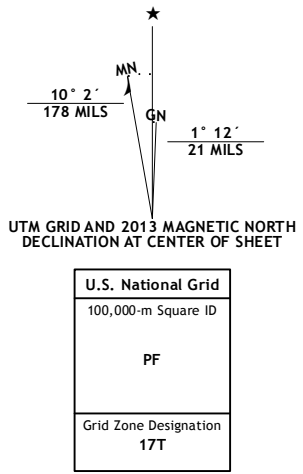 ★
MN
10° 2´
178 MILS
GN
1° 12´
21 MILS
UTM GRID AND 2013 MAGNETIC NORTH
DECLINATION AT CENTER OF SHEET
U.S. National Grid
100,000-m Square ID
PF
Grid Zone Designation
17T